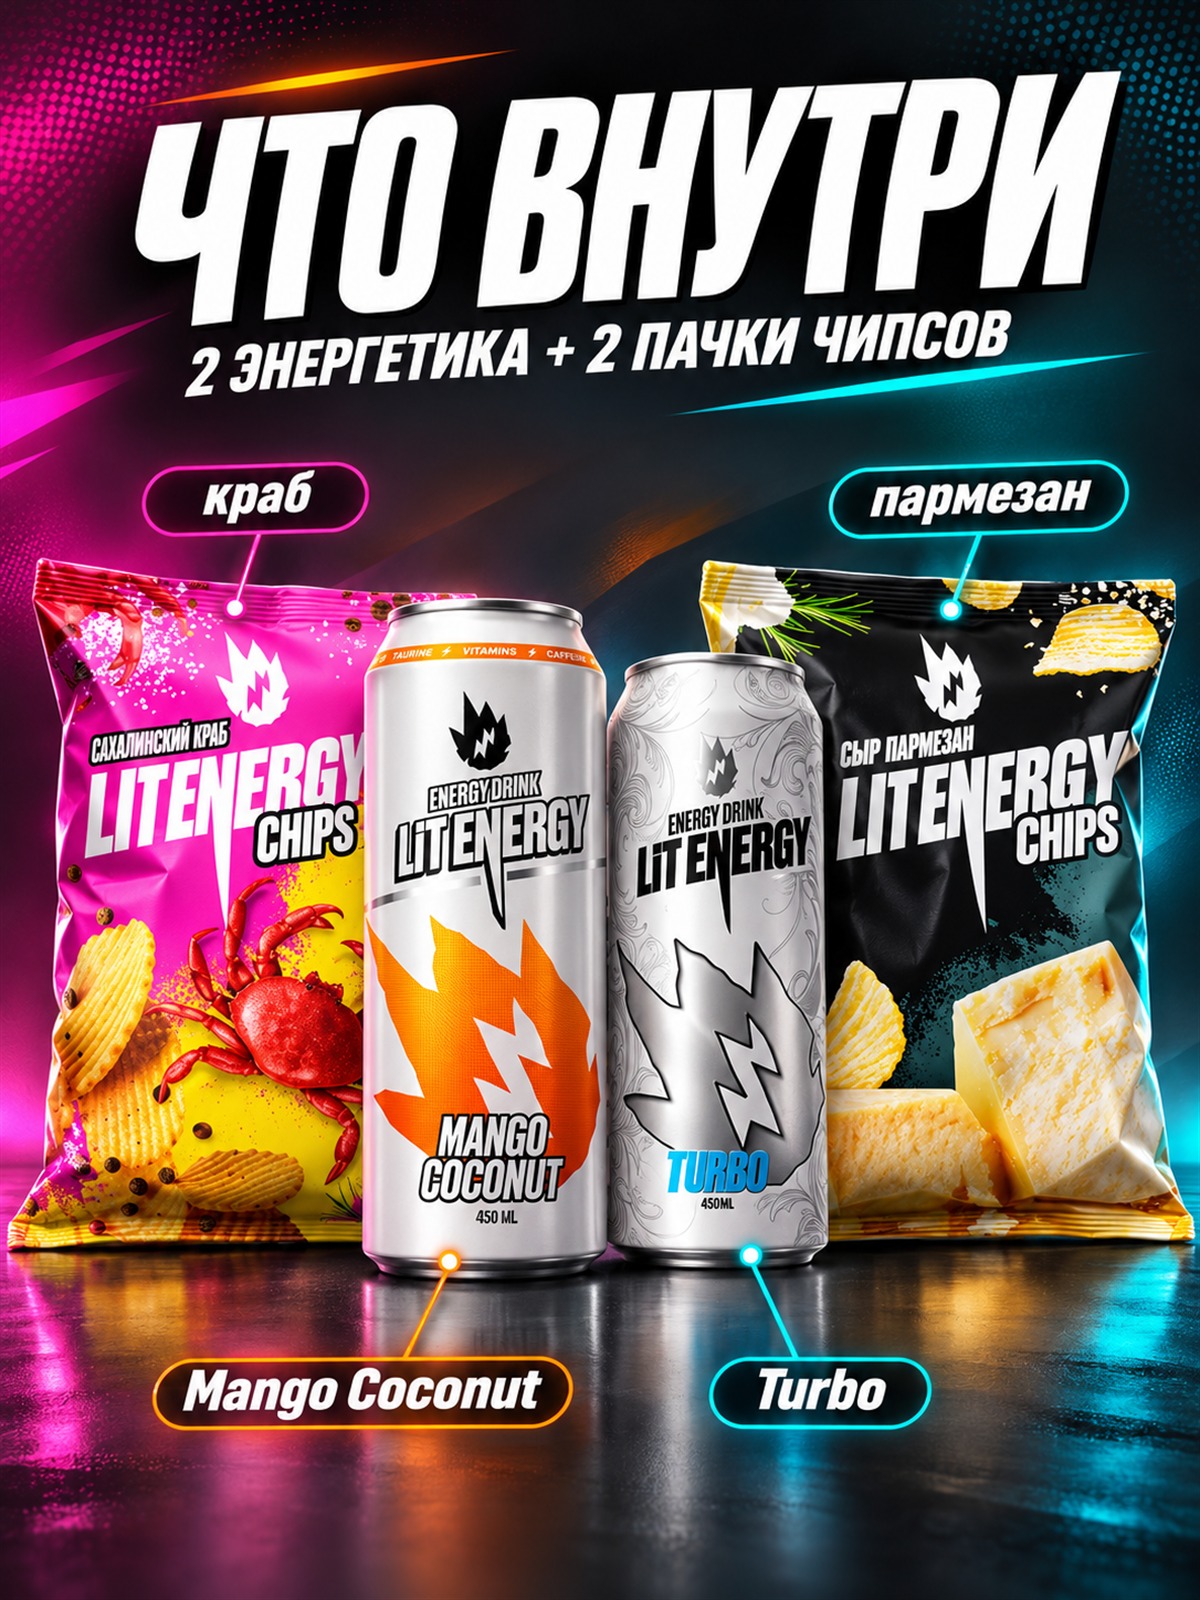 ЧТО ВНУТРИ
2 ЭНЕРГЕТИКА + 2 ПАЧКИ ЧИПСОВ
краб
пармезан
САХАЛИНСКИЙ КРАБ
LITENERGY
CHIPS
TAURINE VITAMINS CAFFEINE
ENERGY DRINK
LIT ENERGY
MANGO
COCONUT
450 ML
ENERGY DRINK
LIT ENERGY
TURBO
450ML
СЫР ПАРМЕЗАН
LITENERGY
CHIPS
Mango Coconut
Turbo